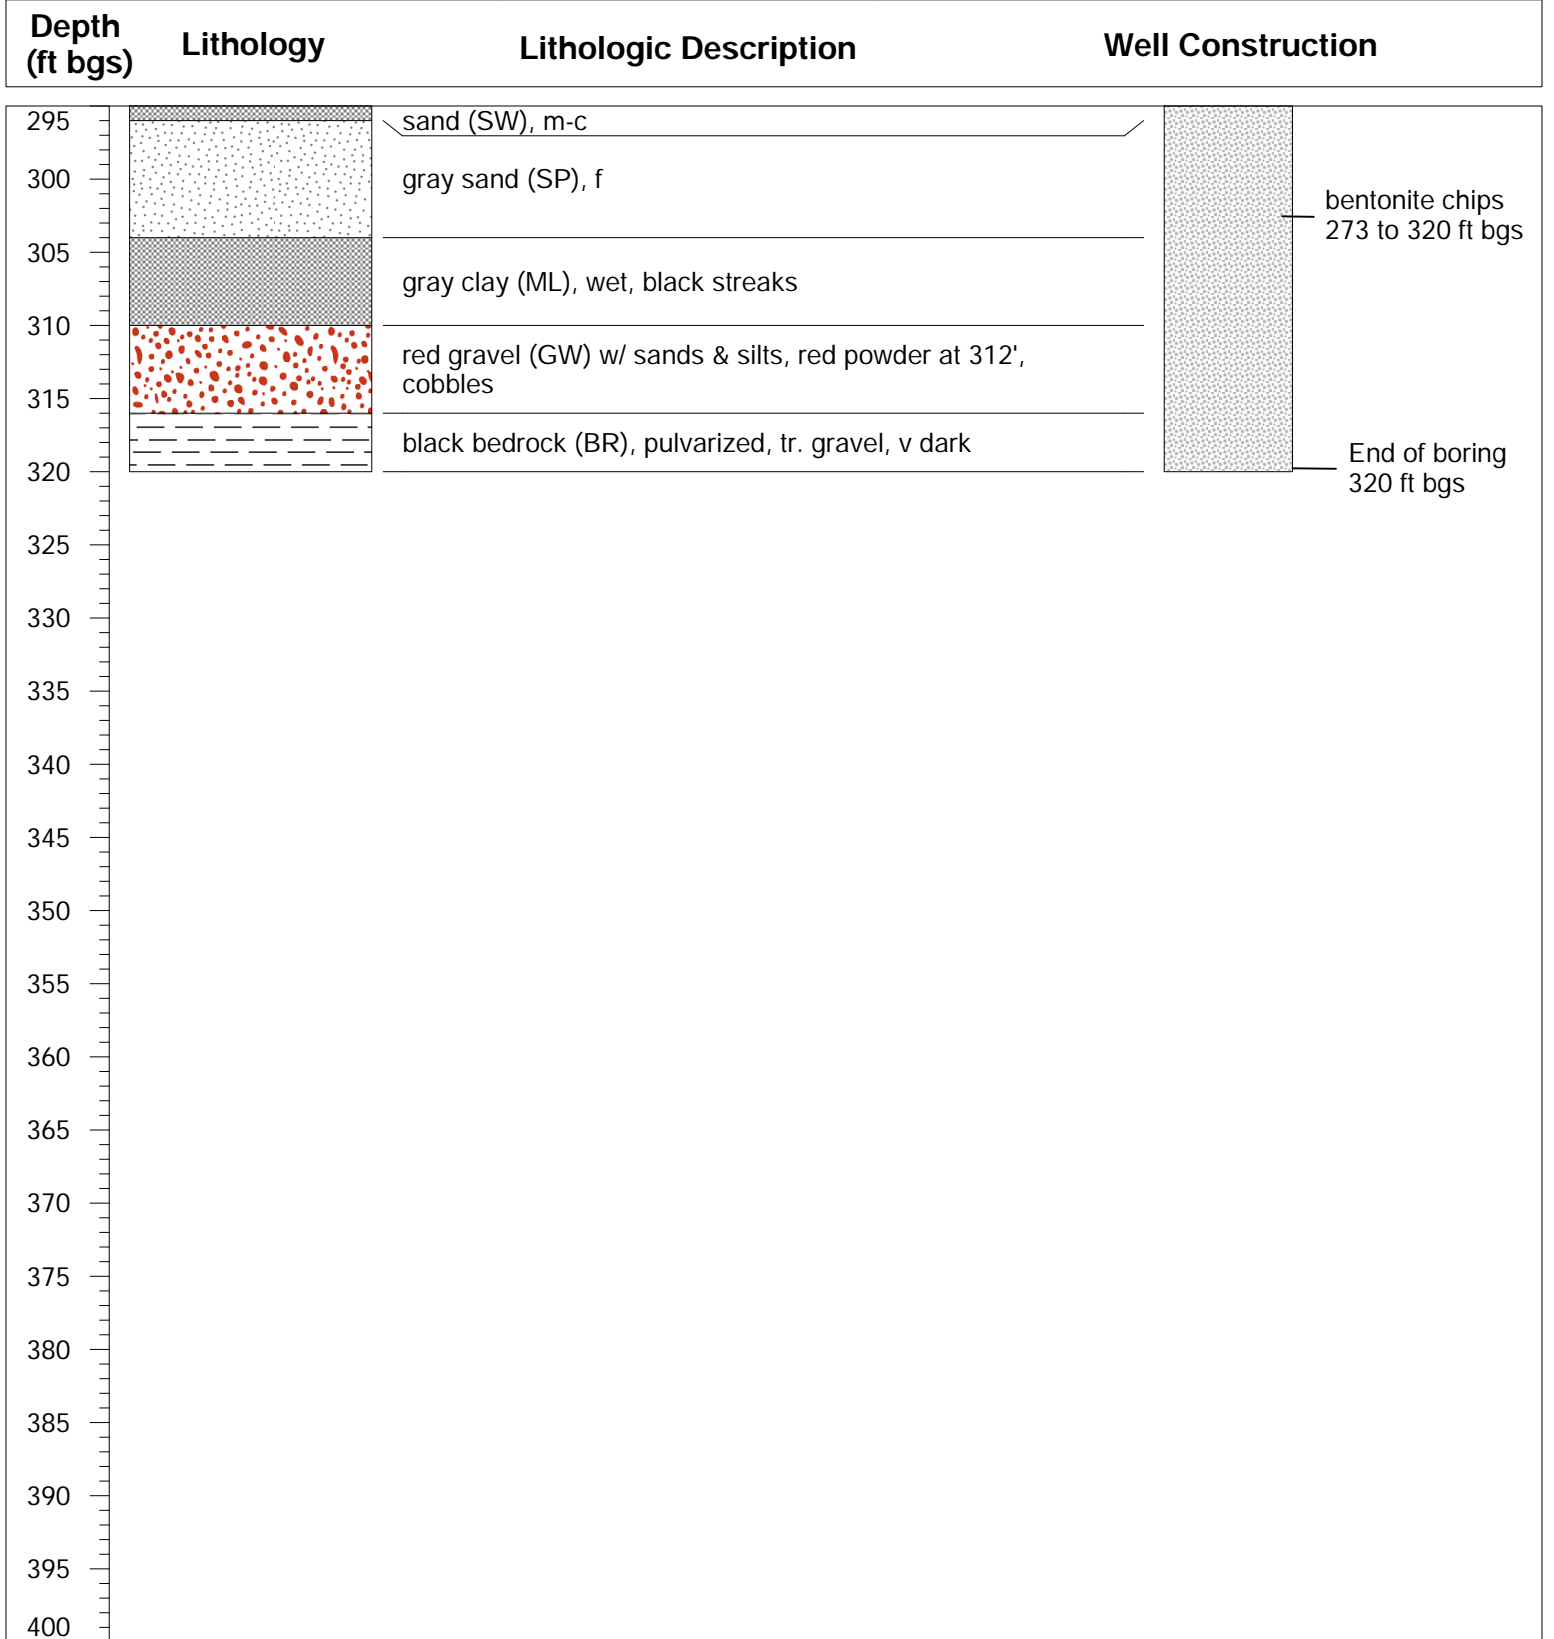 Depth
(ft bgs)
Lithology
Lithologic Description
Well Construction
295
sand (SW), m-c
300
gray sand (SP), f
bentonite chips
273 to 320 ft bgs
305
gray clay (ML), wet, black streaks
310
red gravel (GW) w/ sands & silts, red powder at 312',
cobbles
315
black bedrock (BR), pulvarized, tr. gravel, v dark
End of boring
320 ft bgs
320
325
330
335
340
345
350
355
360
365
370
375
380
385
390
395
400